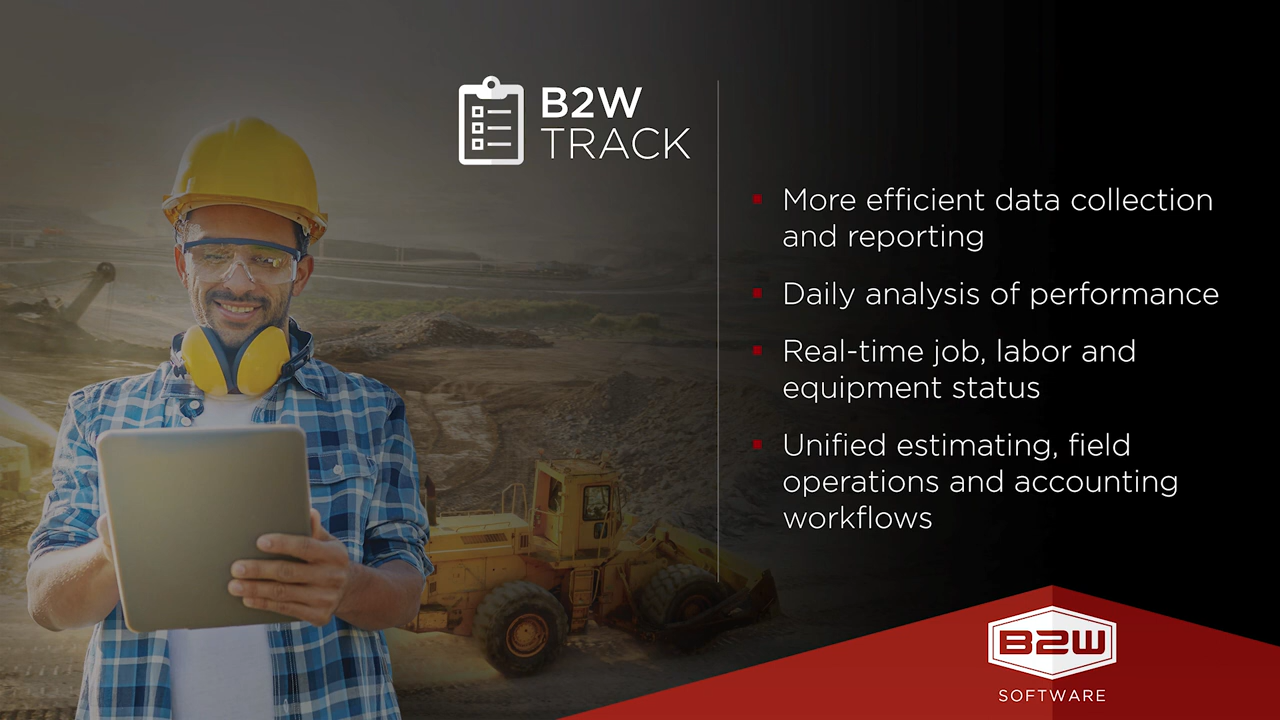 B2W
TRACK
More efficient data collection
and reporting
Daily analysis of performance
Real-time job, labor and
equipment status
Unified estimating, field
operations and accounting
workflows
B2W
SOFTWARE